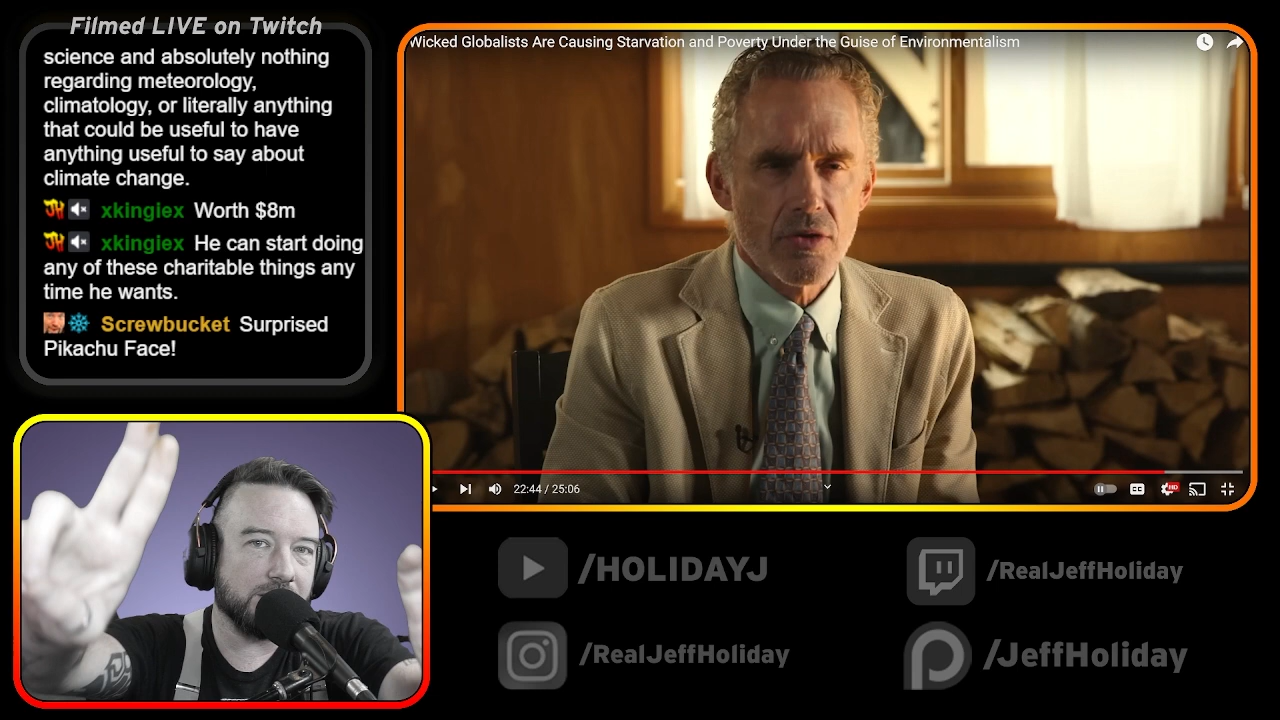 Filmed LIVE on Twitch
science and absolutely nothing
regarding meteorology,
climatology, or literally anything
that could be useful to have
anything useful to say about
climate change.
xkingiex Worth $8m
xkingiex He can start doing
any of these charitable things any
time he wants.
Screwbucket Surprised
Pikachu Face!
Wicked Globalists Are Causing Starvation and Poverty Under the Guise of Environmentalism
22:44 / 25:06
CC
HD
/HOLIDAYJ
/RealJeffHoliday
/RealJeffHoliday
/JeffHoliday